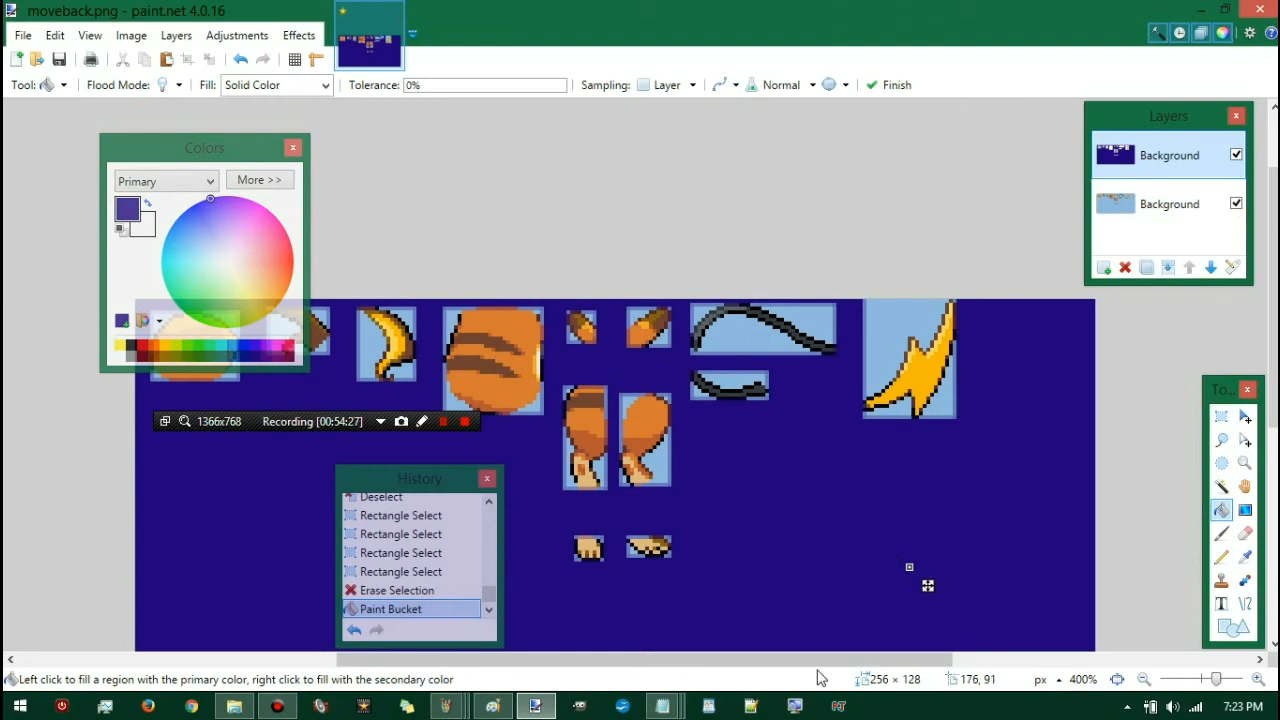 moveback.png - paint.net 4.0.16
File Edit View Image Layers Adjustments Effects
Tool: Flood Mode: Fill: Solid Color Tolerance: 0% Sampling: Layer Normal Finish
Colors
Primary More >>
Layers
Background
Background
1366x768 Recording [00:54:27]
To...
History
Deselect
Rectangle Select
Rectangle Select
Rectangle Select
Rectangle Select
Erase Selection
Paint Bucket
Left click to fill a region with the primary color, right click to fill with the secondary color 256 × 128 176, 91 px 400%
7:23 PM